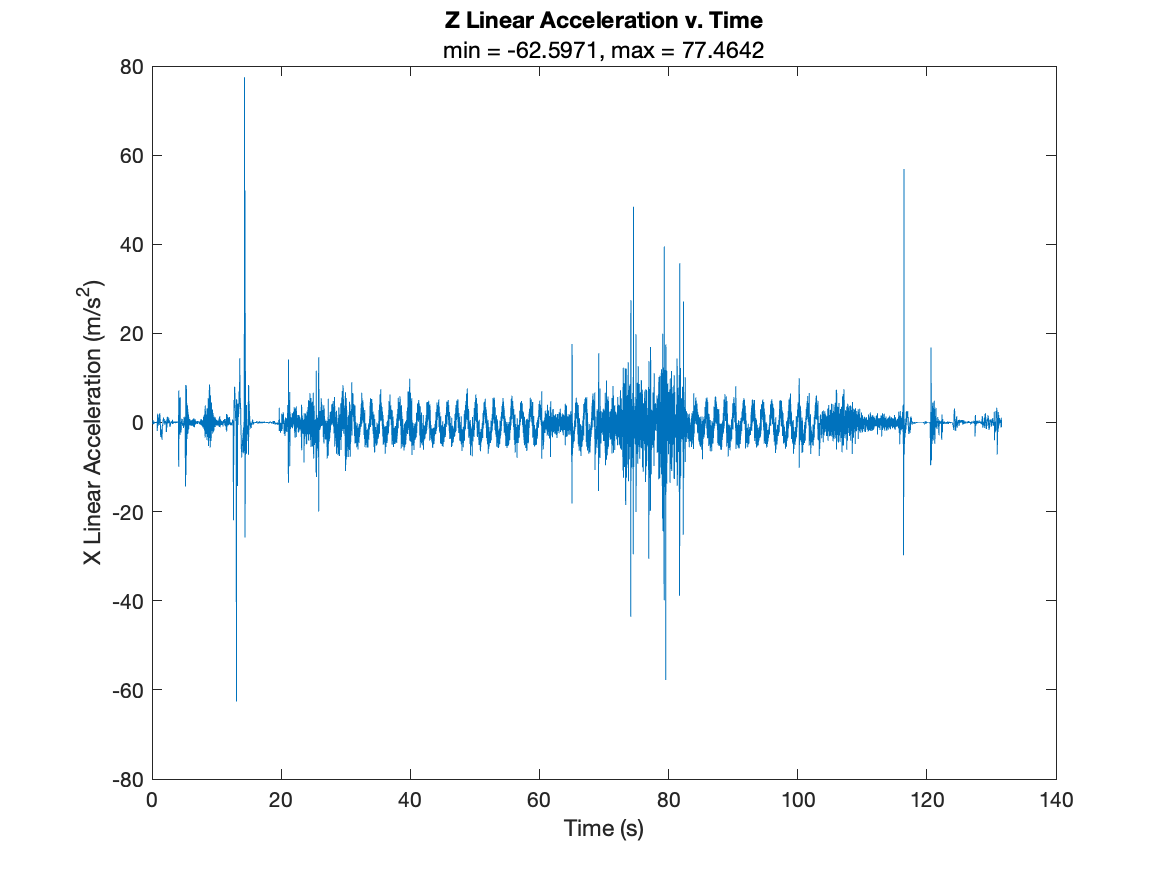 Z Linear Acceleration v. Time
min = -62.5971, max = 77.4642
80
60
40
20
0
-20
-40
-60
-80
X Linear Acceleration (m/s²)
0 20 40 60 80 100 120 140
Time (s)